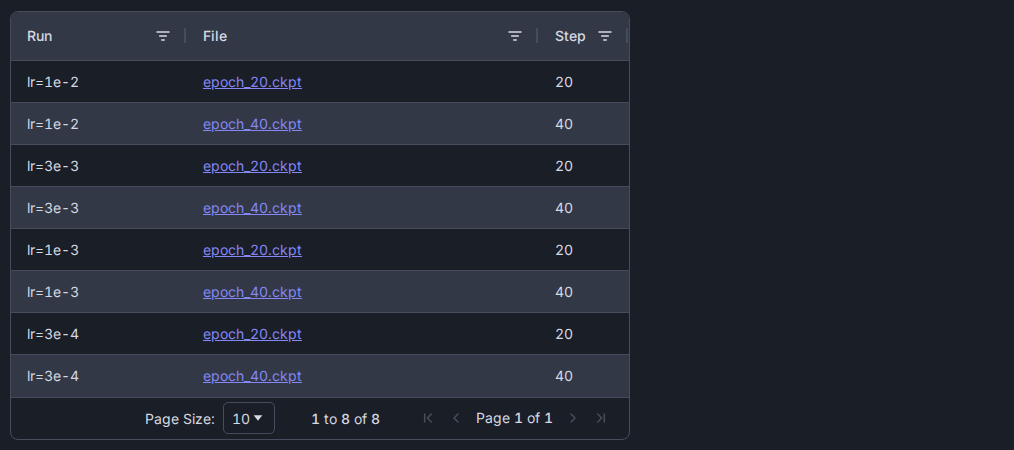 Run File Step
lr=1e-2 epoch_20.ckpt 20
lr=1e-2 epoch_40.ckpt 40
lr=3e-3 epoch_20.ckpt 20
lr=3e-3 epoch_40.ckpt 40
lr=1e-3 epoch_20.ckpt 20
lr=1e-3 epoch_40.ckpt 40
lr=3e-4 epoch_20.ckpt 20
lr=3e-4 epoch_40.ckpt 40
Page Size: 10 1 to 8 of 8 Page 1 of 1